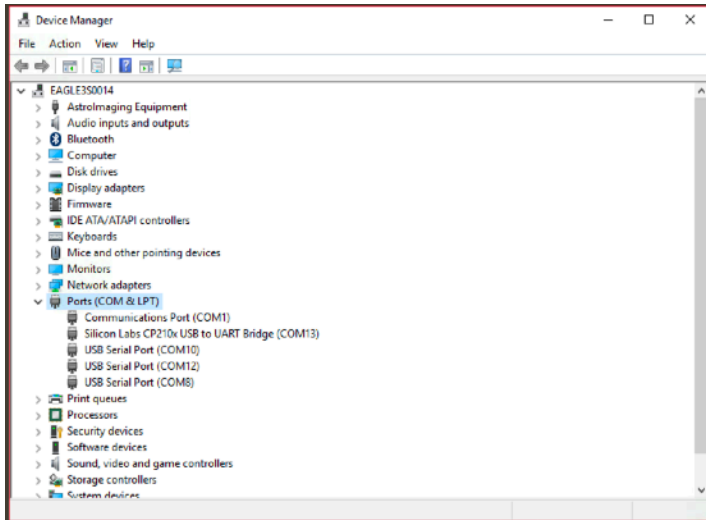 Device Manager
File Action View Help
EAGLE3S0014
AstroImaging Equipment
Audio inputs and outputs
Bluetooth
Computer
Disk drives
Display adapters
Firmware
IDE ATA/ATAPI controllers
Keyboards
Mice and other pointing devices
Monitors
Network adapters
Ports (COM & LPT)
Communications Port (COM1)
Silicon Labs CP210x USB to UART Bridge (COM13)
USB Serial Port (COM10)
USB Serial Port (COM12)
USB Serial Port (COM8)
Print queues
Processors
Security devices
Software devices
Sound, video and game controllers
Storage controllers
System devices